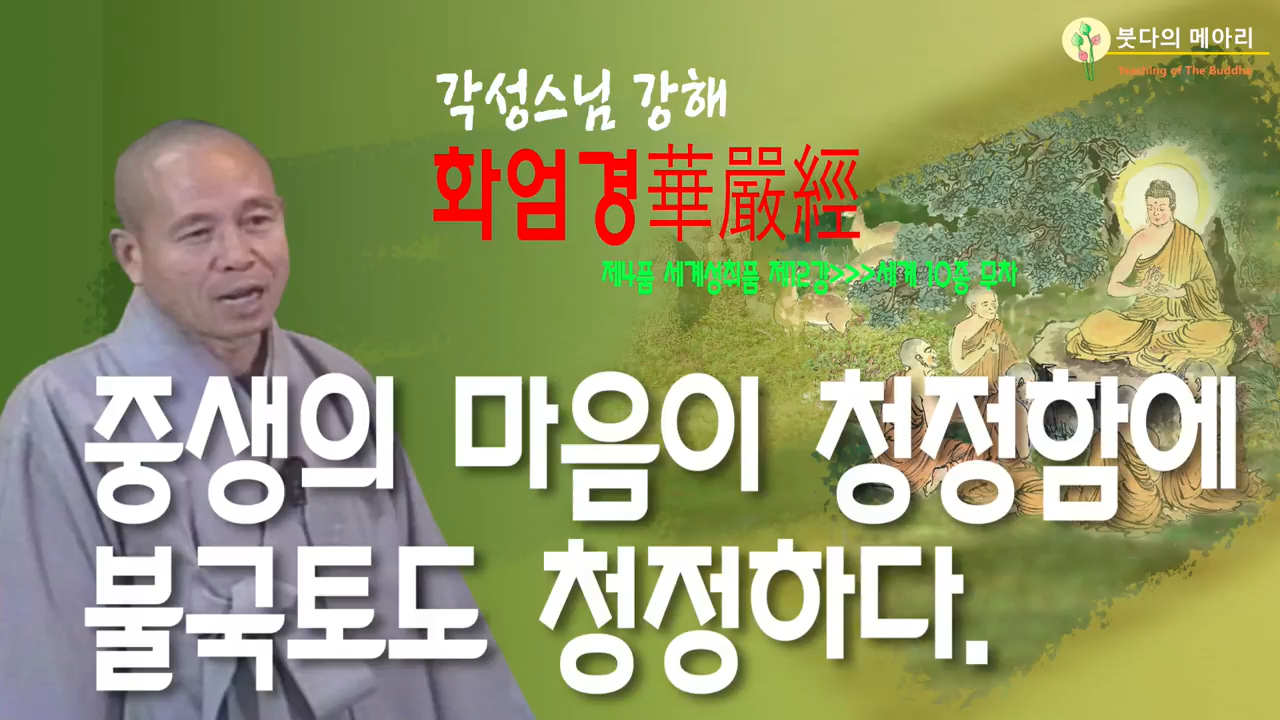 붓다의 메아리
Teaching of The Buddha
각성스님 강해
화엄경華嚴經
제4품 세계성취품 제12강>>>세계 10종 무차
중생의 마음이 청정함에
불국토도 청정하다.